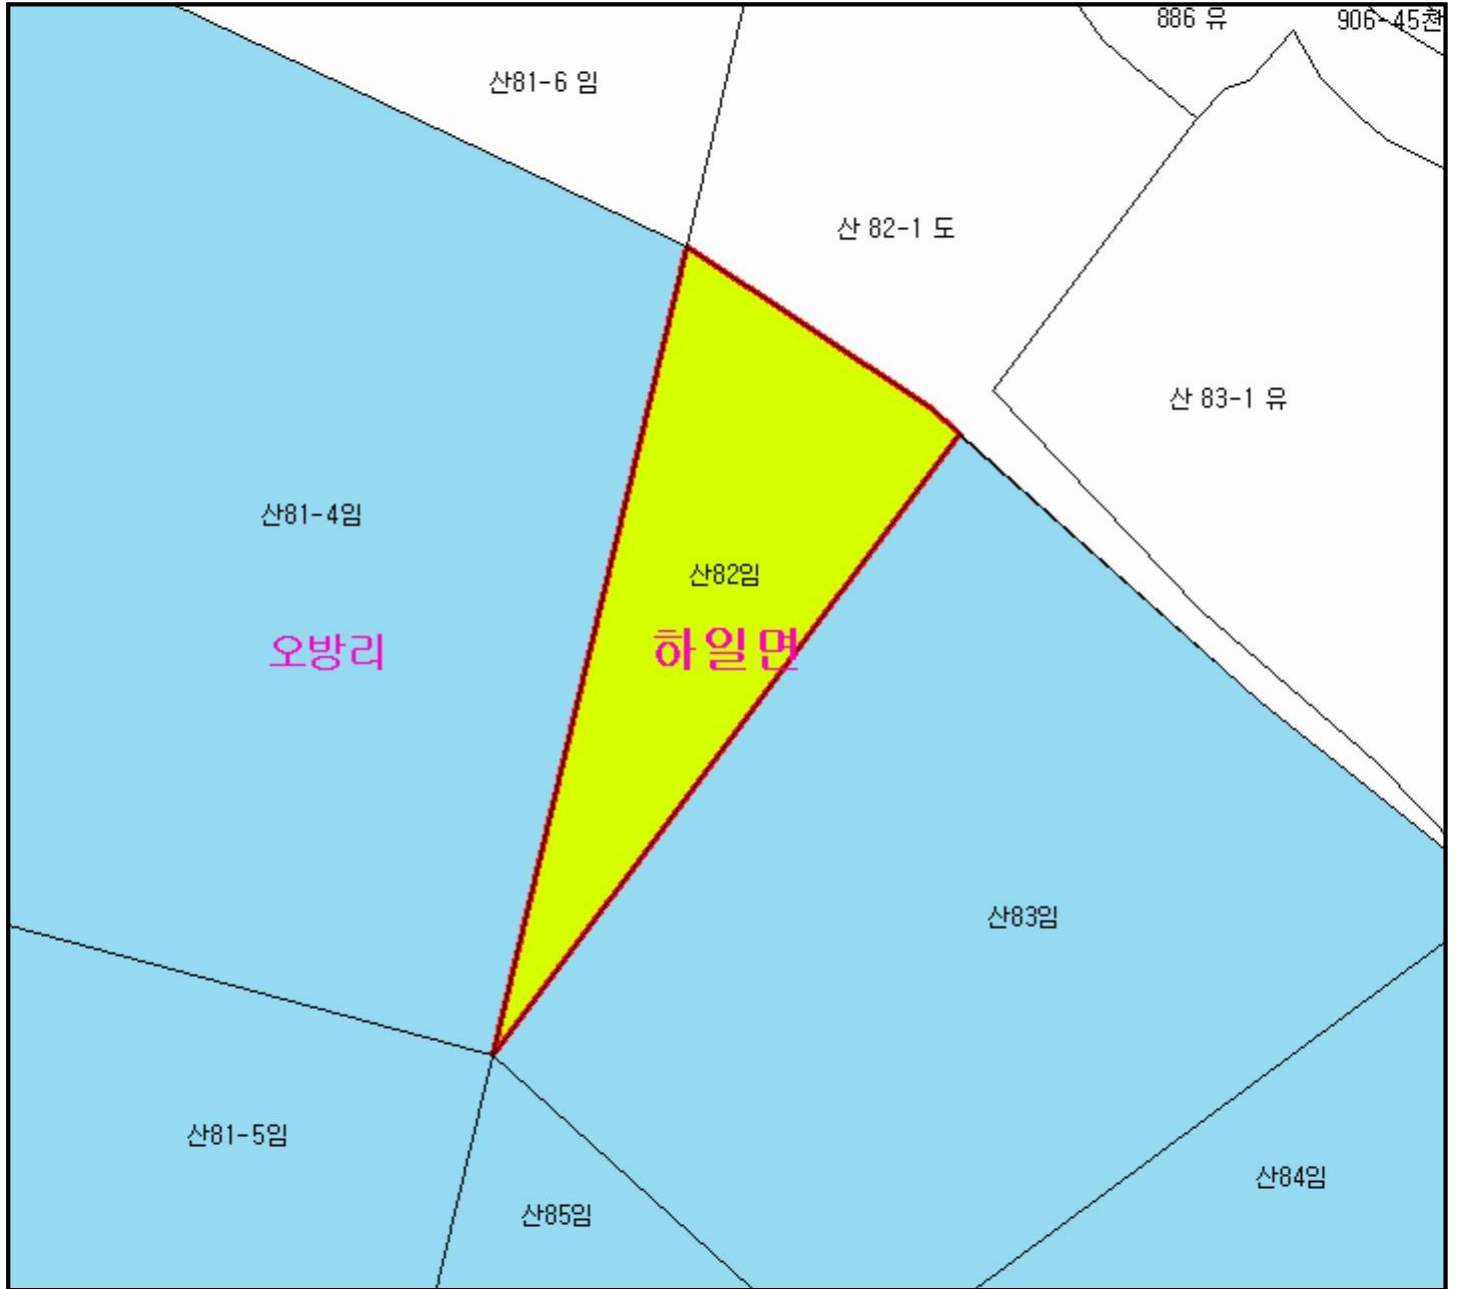 886 유
906-45천
산81-6 임
산 82-1 도
산 83-1 유
산81-4임
산82임
오방리
하일면
산83임
산81-5임
산84임
산85임